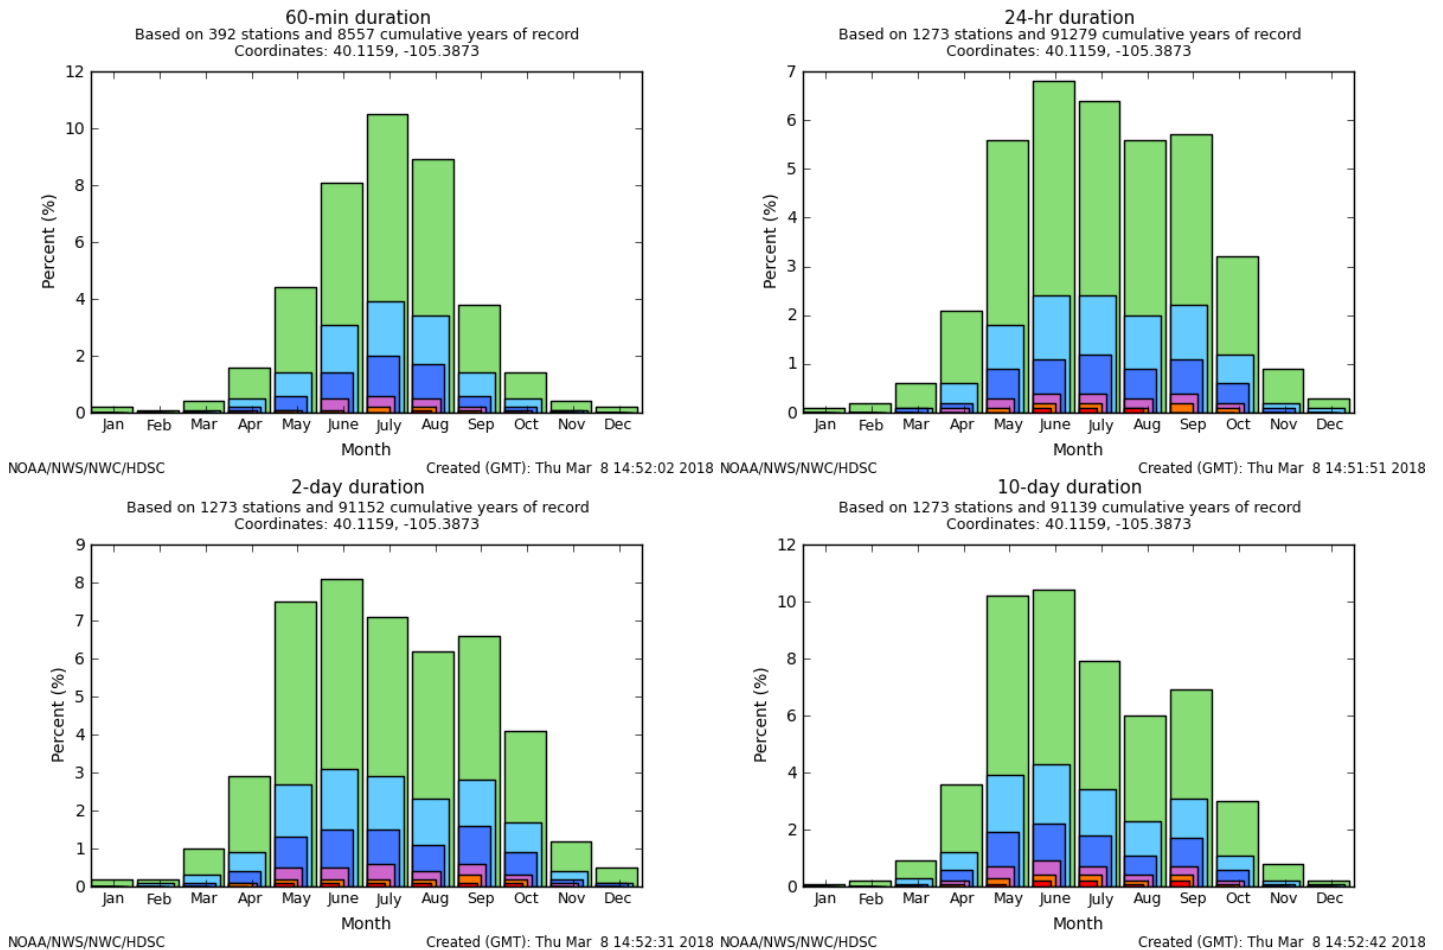 60-min duration
Based on 392 stations and 8557 cumulative years of record
Coordinates: 40.1159, -105.3873
12
10
8
6
4
2
0
Percent (%)
Jan Feb Mar Apr May June July Aug Sep Oct Nov Dec
Month
NOAA/NWS/NWC/HDSC Created (GMT): Thu Mar 8 14:52:02 2018
24-hr duration
Based on 1273 stations and 91279 cumulative years of record
Coordinates: 40.1159, -105.3873
7
6
5
4
3
2
1
0
Percent (%)
Jan Feb Mar Apr May June July Aug Sep Oct Nov Dec
Month
NOAA/NWS/NWC/HDSC Created (GMT): Thu Mar 8 14:51:51 2018
2-day duration
Based on 1273 stations and 91152 cumulative years of record
Coordinates: 40.1159, -105.3873
9
8
7
6
5
4
3
2
1
0
Percent (%)
Jan Feb Mar Apr May June July Aug Sep Oct Nov Dec
Month
NOAA/NWS/NWC/HDSC Created (GMT): Thu Mar 8 14:52:31 2018
10-day duration
Based on 1273 stations and 91139 cumulative years of record
Coordinates: 40.1159, -105.3873
12
10
8
6
4
2
0
Percent (%)
Jan Feb Mar Apr May June July Aug Sep Oct Nov Dec
Month
NOAA/NWS/NWC/HDSC Created (GMT): Thu Mar 8 14:52:42 2018